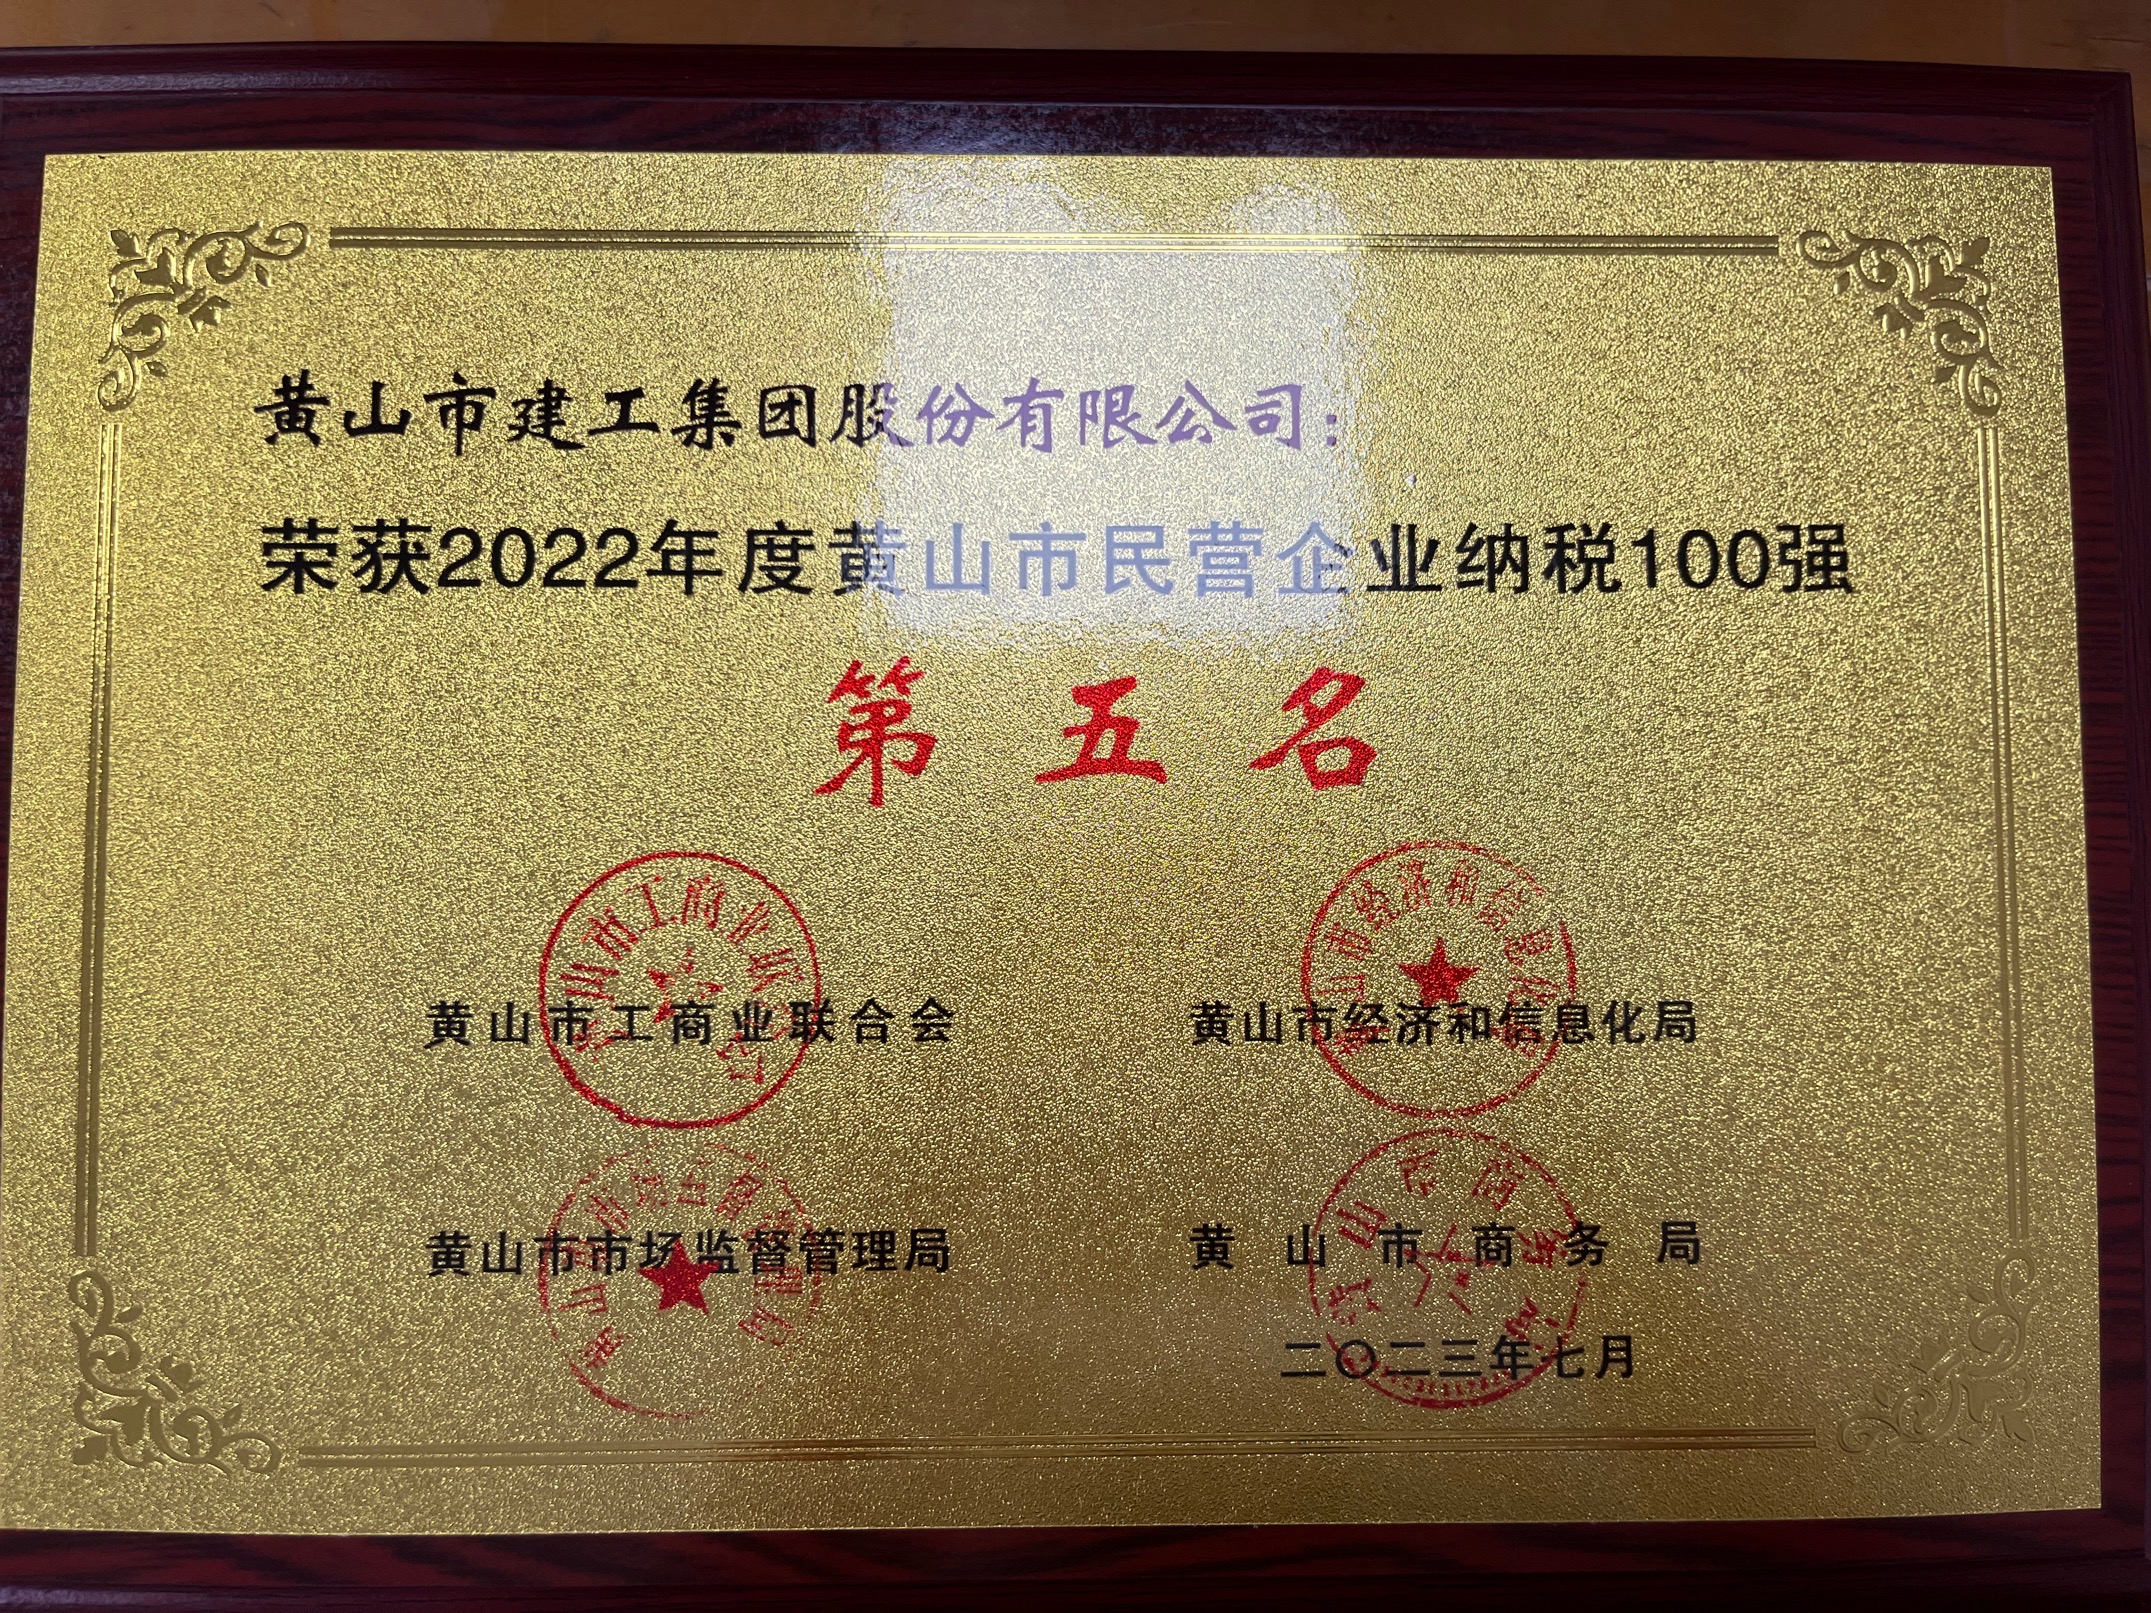 黄山市建工集团股份有限公司：
荣获2022年度黄山市民营企业纳税100强
第五名
黄山市工商业联合会
黄山市经济和信息化局
黄山市市场监督管理局
黄山市商务局
二〇二三年七月